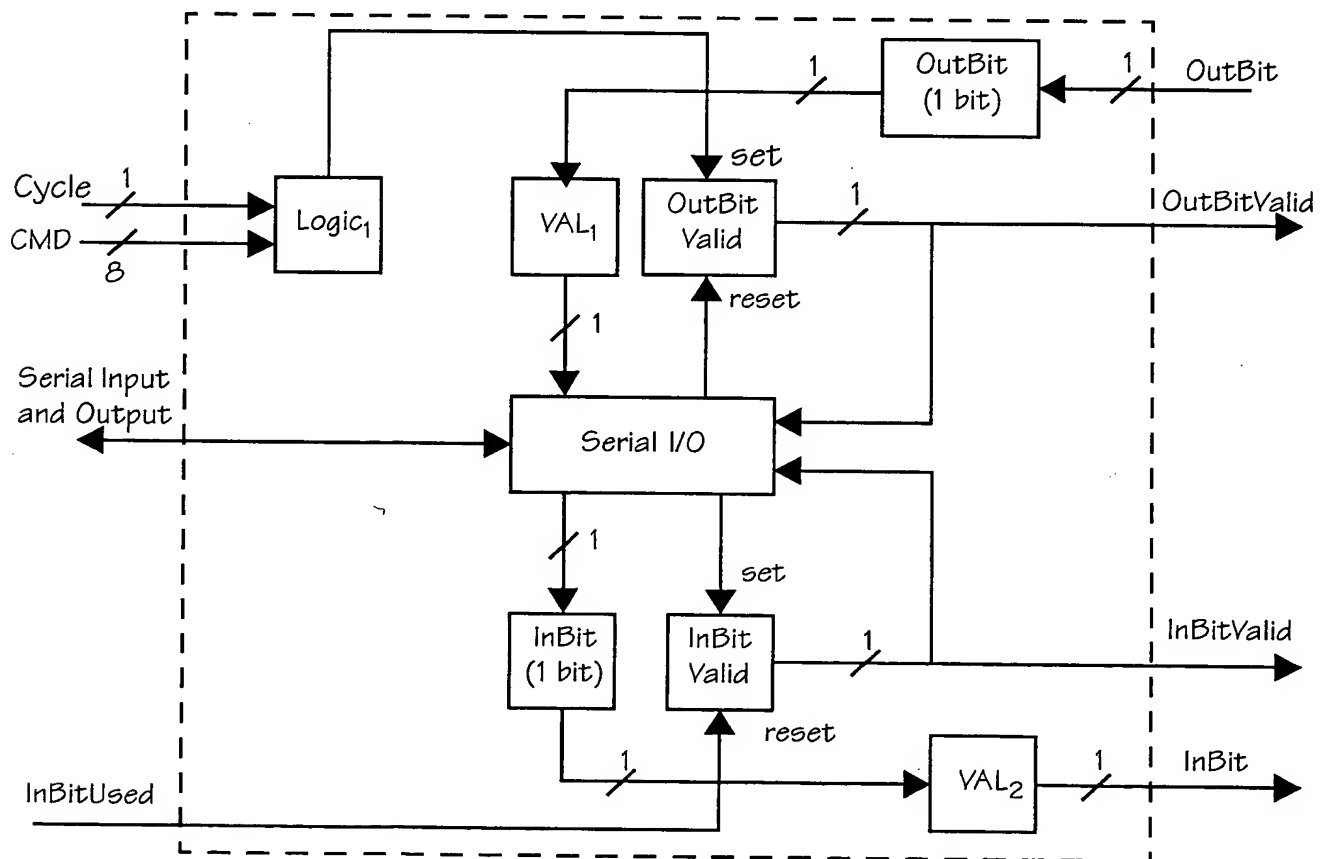 1
OutBit
(1 bit)
1
OutBit
set
Cycle
1
Logic1
VAL1
OutBit
Valid
1
OutBitValid
CMD
8
reset
1
Serial Input
and Output
Serial I/O
1
set
InBit
(1 bit)
InBit
Valid
1
InBitValid
reset
1
VAL2
1
InBit
InBitUsed